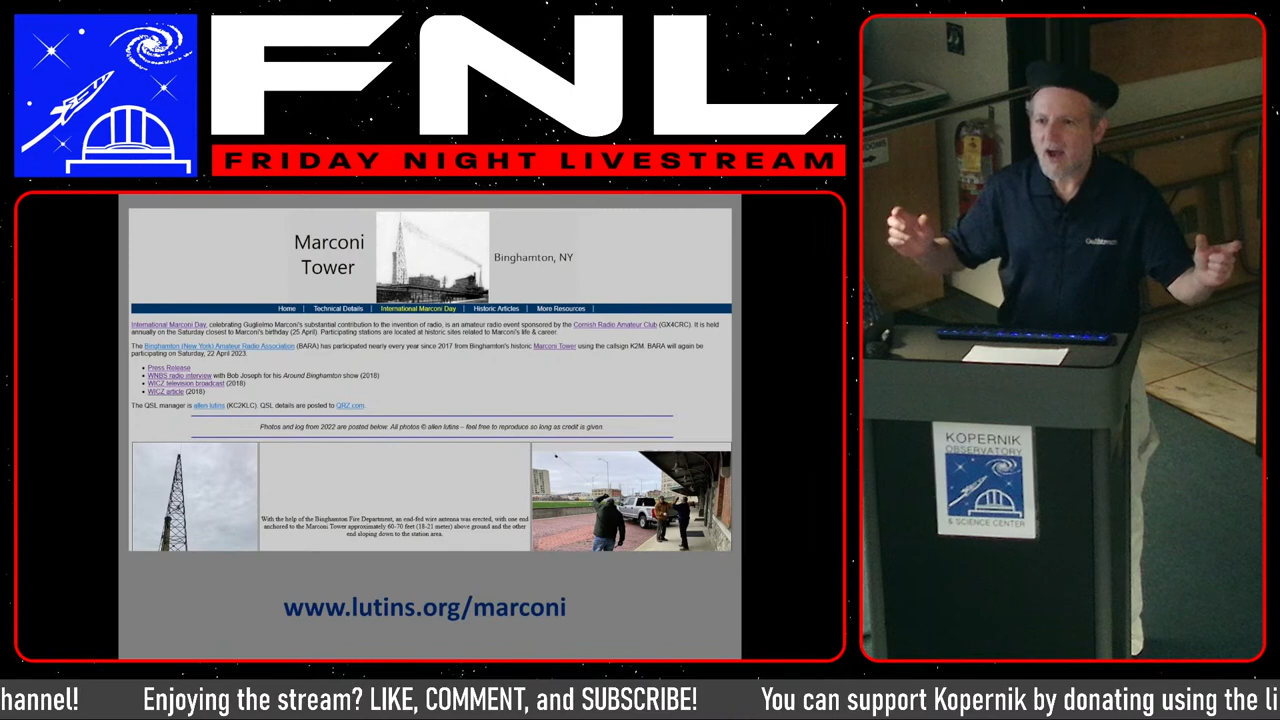 FNL
FRIDAY NIGHT LIVESTREAM
Marconi
Tower
Binghamton, NY
Home | Technical Details | International Marconi Day | Historic Articles | More Resources |
International Marconi Day, celebrating Guglielmo Marconi's substantial contribution to the invention of radio, is an amateur radio event sponsored by the Cornish Radio Amateur Club (GX4CRC). It is held
annually on the Saturday closest to Marconi's birthday (25 April). Participating stations are located at historic sites related to Marconi's life & career.
The Binghamton (New York) Amateur Radio Association (BARA) has participated nearly every year since 2017 from Binghamton's historic Marconi Tower using the callsign K2M. BARA will again be
participating on Saturday, 22 April 2023.
• Press Release
• WNBS radio interview with Bob Joseph for his Around Binghamton show (2018)
• WICZ television broadcast (2018)
• WICZ article (2018)
The QSL manager is allen lutins (KC2KLC). QSL details are posted to QRZ.com.
Photos and log from 2022 are posted below. All photos © allen lutins – feel free to reproduce so long as credit is given
With the help of the Binghamton Fire Department, an end-fed wire antenna was erected, with one end
anchored to the Marconi Tower approximately 60-70 feet (18-21 meter) above ground and the other
end sloping down to the station area.
www.lutins.org/marconi
KOPERNIK
OBSERVATORY
& SCIENCE CENTER
hannel! Enjoying the stream? LIKE, COMMENT, and SUBSCRIBE! You can support Kopernik by donating using the li